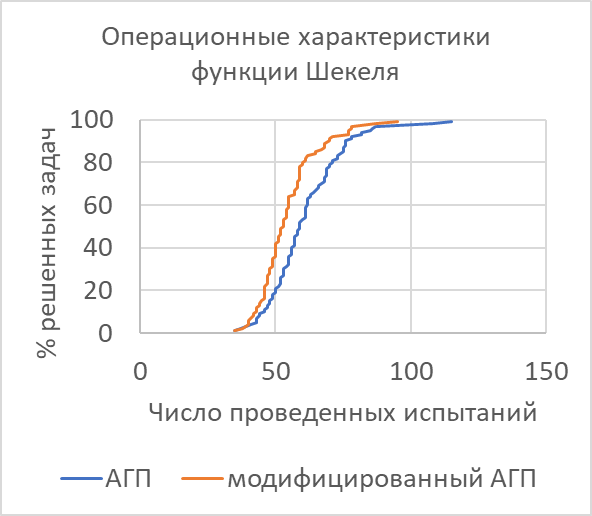 Операционные характеристики
функции Шекеля
% решенных задач
100
80
60
40
20
0
0 50 100 150
Число проведенных испытаний
АГП модифицированный АГП